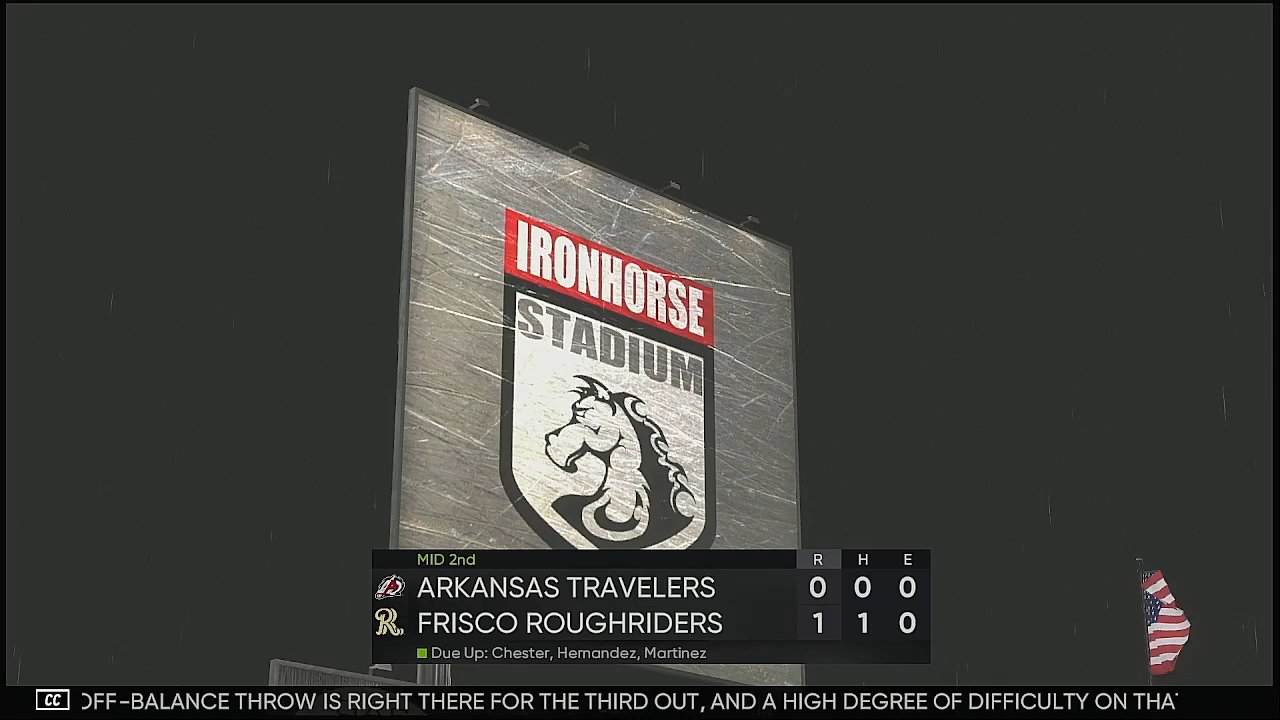 IRONHORSE
STADIUM
MID 2nd R H E
ARKANSAS TRAVELERS 0 0 0
R FRISCO ROUGHRIDERS 1 1 0
Due Up: Chester, Hernandez, Martinez
CC OFF-BALANCE THROW IS RIGHT THERE FOR THE THIRD OUT, AND A HIGH DEGREE OF DIFFICULTY ON THAT